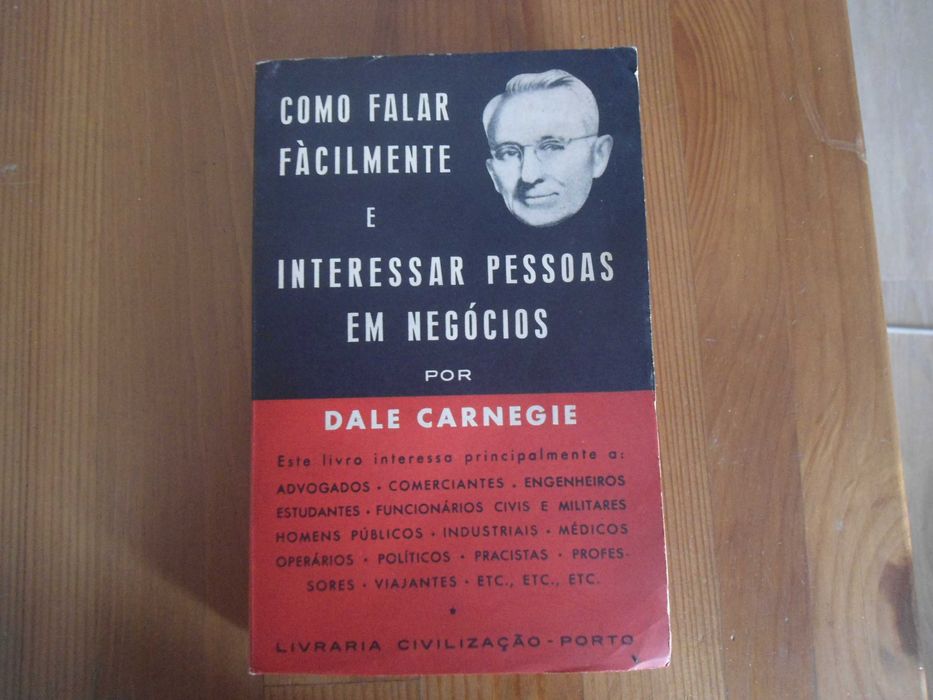 COMO FALAR
FÀCILMENTE
E
INTERESSAR PESSOAS
EM NEGÓCIOS
POR
DALE CARNEGIE
Este livro interessa principalmente a:
ADVOGADOS · COMERCIANTES · ENGENHEIROS
ESTUDANTES · FUNCIONÁRIOS CIVIS E MILITARES
HOMENS PÚBLICOS · INDUSTRIAIS · MÉDICOS
OPERÁRIOS · POLÍTICOS · PRACISTAS · PROFES-
SORES · VIAJANTES · ETC., ETC., ETC.
*
LIVRARIA CIVILIZAÇÃO-PORTO